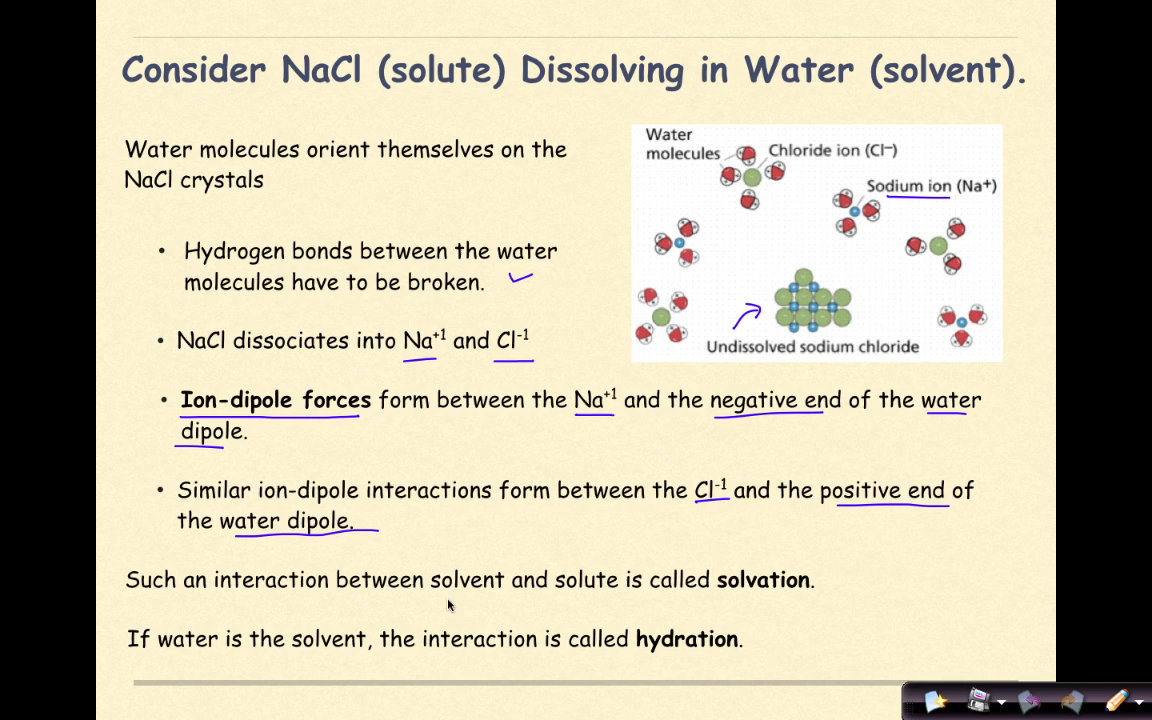 Consider NaCl (solute) Dissolving in Water (solvent).
Water molecules orient themselves on the
NaCl crystals
• Hydrogen bonds between the water
molecules have to be broken.
• NaCl dissociates into Na⁺¹ and Cl⁻¹
• Ion-dipole forces form between the Na⁺¹ and the negative end of the water
dipole.
• Similar ion-dipole interactions form between the Cl⁻¹ and the positive end of
the water dipole.
Such an interaction between solvent and solute is called solvation.
If water is the solvent, the interaction is called hydration.
Water
molecules
Chloride ion (Cl⁻)
Sodium ion (Na⁺)
Undissolved sodium chloride